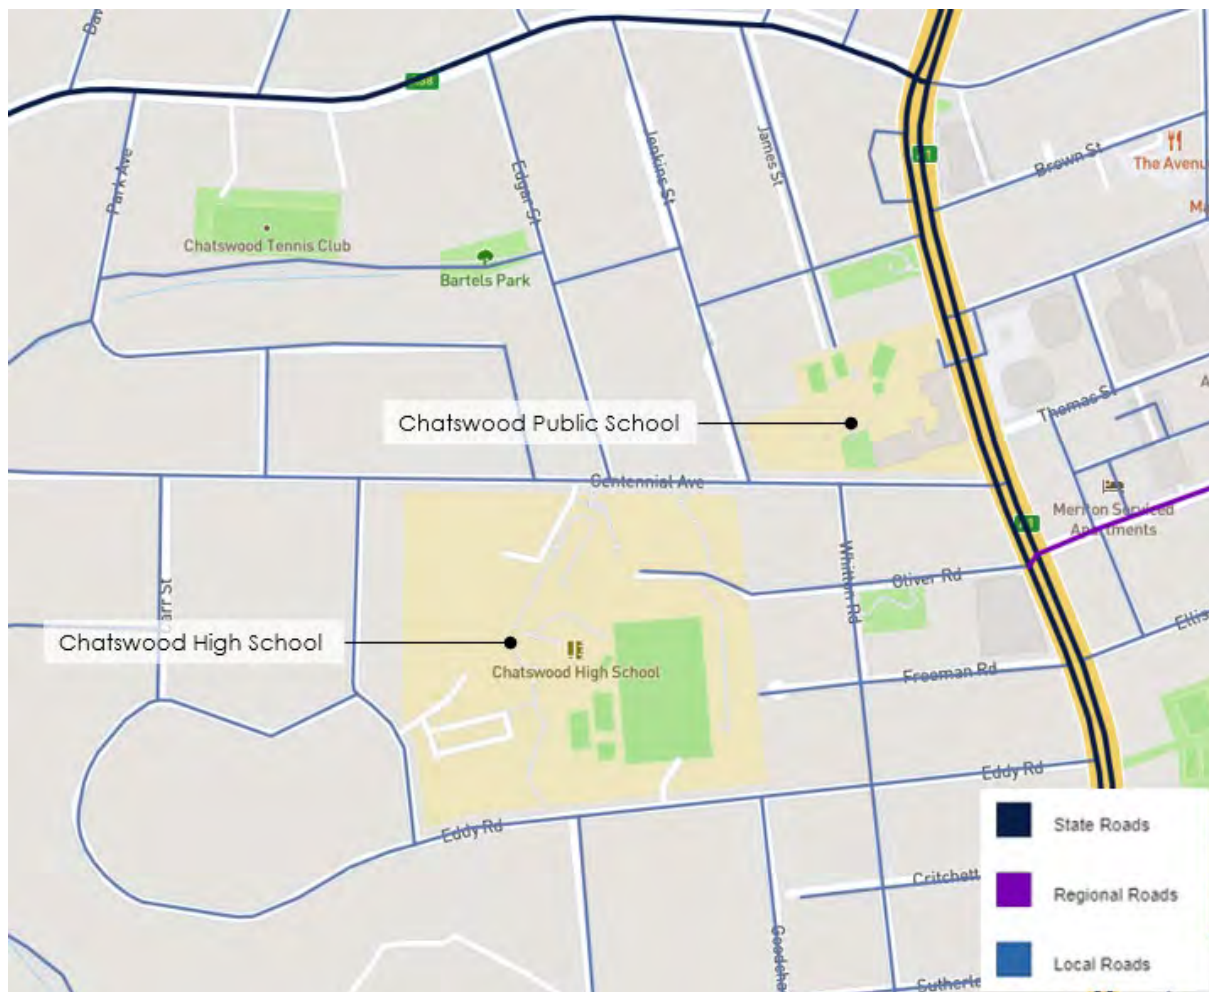 Park Ave
Edgar St
Jenkins St
James St
Brown St
The Avenu
Chatswood Tennis Club
Bartels Park
Thomas St
Chatswood Public School
Centennial Ave
Meriton Serviced
Apartments
Whitton Rd
Oliver Rd
Ellis
Chatswood High School
Chatswood High School
Freeman Rd
Eddy Rd
Eddy Rd
State Roads
Critchett
Regional Roads
Local Roads